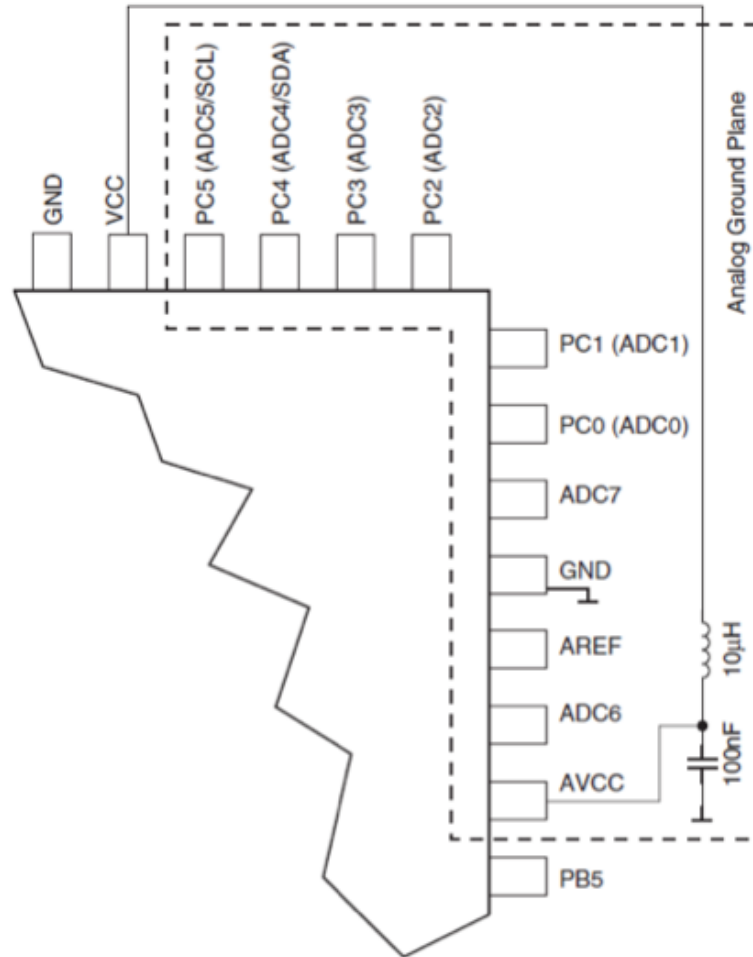 GND
VCC
PC5 (ADC5/SCL)
PC4 (ADC4/SDA)
PC3 (ADC3)
PC2 (ADC2)
Analog Ground Plane
PC1 (ADC1)
PC0 (ADC0)
ADC7
GND
AREF
10μH
ADC6
AVCC
100nF
PB5